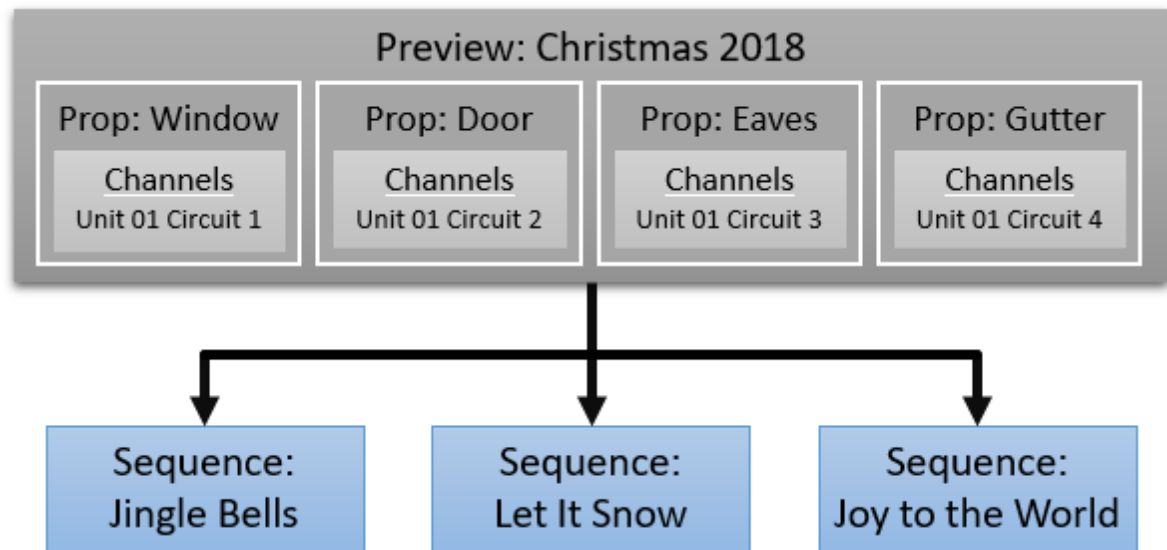 Preview: Christmas 2018
Prop: Window
Channels
Unit 01 Circuit 1
Prop: Door
Channels
Unit 01 Circuit 2
Prop: Eaves
Channels
Unit 01 Circuit 3
Prop: Gutter
Channels
Unit 01 Circuit 4
Sequence:
Jingle Bells
Sequence:
Let It Snow
Sequence:
Joy to the World